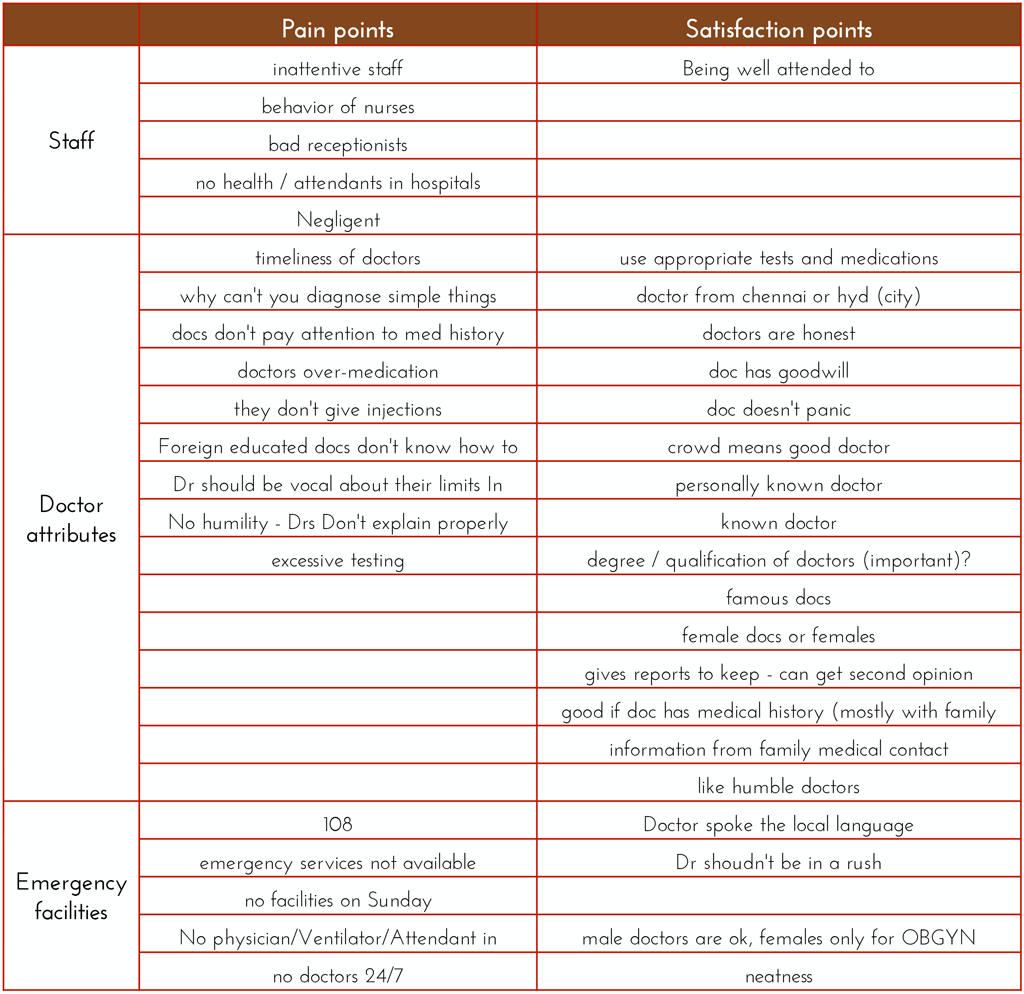 Pain points Satisfaction points
Staff
inattentive staff Being well attended to
behavior of nurses
bad receptionists
no health / attendants in hospitals
Negligent
Doctor
attributes
timeliness of doctors use appropriate tests and medications
why can't you diagnose simple things doctor from chennai or hyd (city)
docs don't pay attention to med history doctors are honest
doctors over-medication doc has goodwill
they don't give injections doc doesn't panic
Foreign educated docs don't know how to crowd means good doctor
Dr should be vocal about their limits In personally known doctor
No humility - Drs Don't explain properly known doctor
excessive testing degree / qualification of doctors (important)?
famous docs
female docs or females
gives reports to keep - can get second opinion
good if doc has medical history (mostly with family
information from family medical contact
like humble doctors
Emergency
facilities
108 Doctor spoke the local language
emergency services not available Dr shoudn't be in a rush
no facilities on Sunday
No physician/Ventilator/Attendant in male doctors are ok, females only for OBGYN
no doctors 24/7 neatness